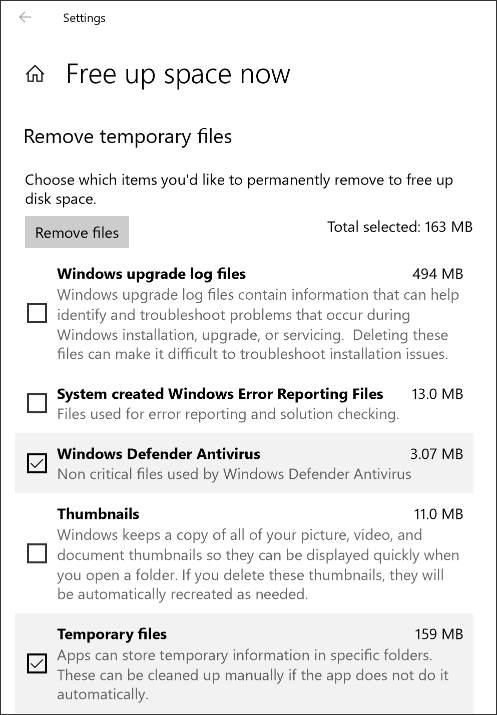 Settings
Free up space now
Remove temporary files
Choose which items you'd like to permanently remove to free up
disk space.
Remove files
Total selected: 163 MB
Windows upgrade log files 494 MB
Windows upgrade log files contain information that can help
identify and troubleshoot problems that occur during
Windows installation, upgrade, or servicing.  Deleting these
files can make it difficult to troubleshoot installation issues.
System created Windows Error Reporting Files 13.0 MB
Files used for error reporting and solution checking.
Windows Defender Antivirus 3.07 MB
Non critical files used by Windows Defender Antivirus
Thumbnails 11.0 MB
Windows keeps a copy of all of your picture, video, and
document thumbnails so they can be displayed quickly when
you open a folder. If you delete these thumbnails, they will
be automatically recreated as needed.
Temporary files 159 MB
Apps can store temporary information in specific folders.
These can be cleaned up manually if the app does not do it
automatically.